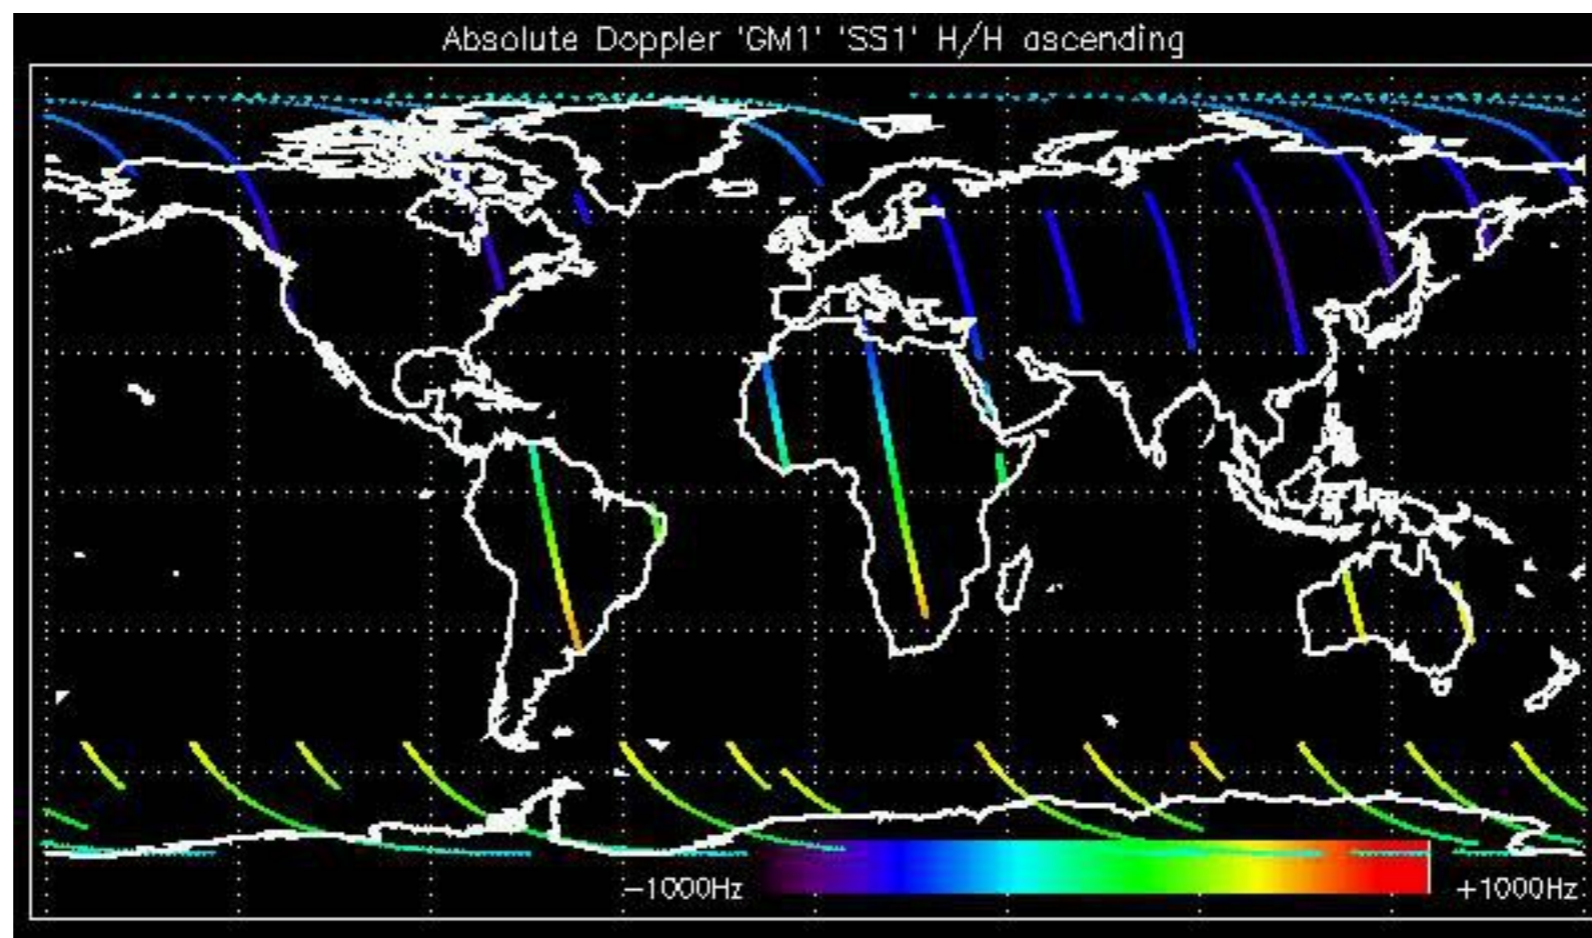 Absolute Doppler 'GM1' 'SS1' H/H ascending
−1000Hz
+1000Hz